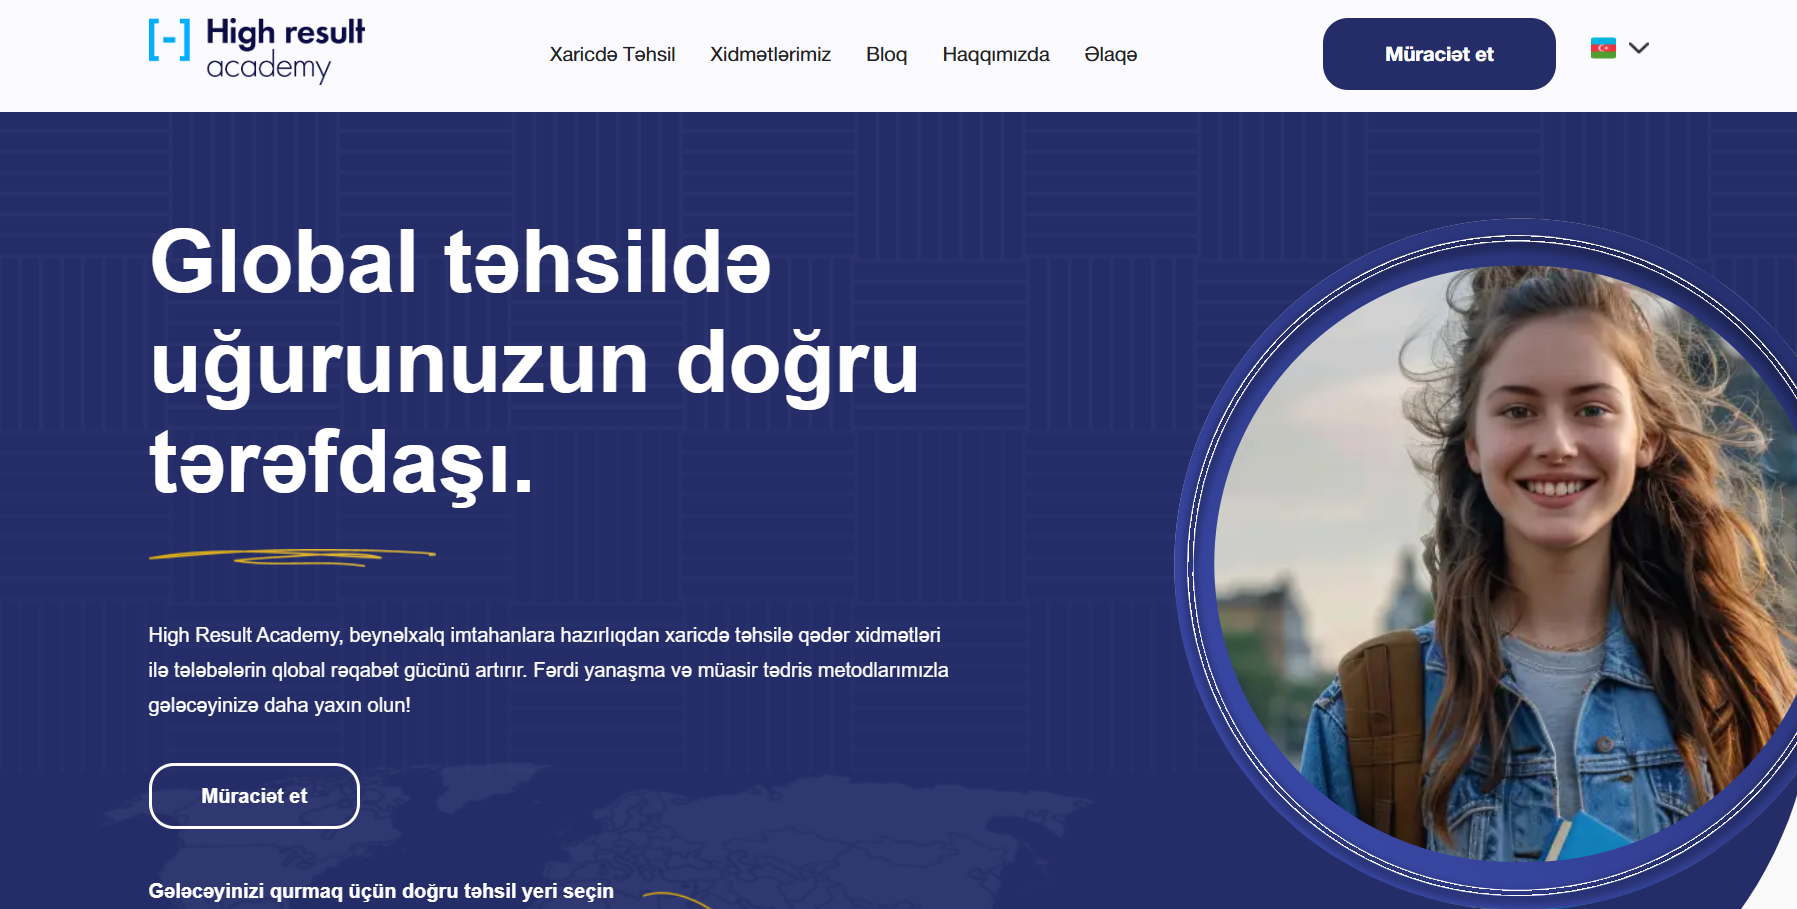 High result
academy
Xaricdə Təhsil
Xidmətlərimiz
Bloq
Haqqımızda
Əlaqə
Müraciət et
Global təhsildə
uğurunuzun doğru
tərəfdaşı.
High Result Academy, beynəlxalq imtahanlara hazırlıqdan xaricdə təhsilə qədər xidmətləri
ilə tələbələrin qlobal rəqabət gücünü artırır. Fərdi yanaşma və müasir tədris metodlarımızla
gələcəyinizə daha yaxın olun!
Müraciət et
Gələcəyinizi qurmaq üçün doğru təhsil yeri seçin